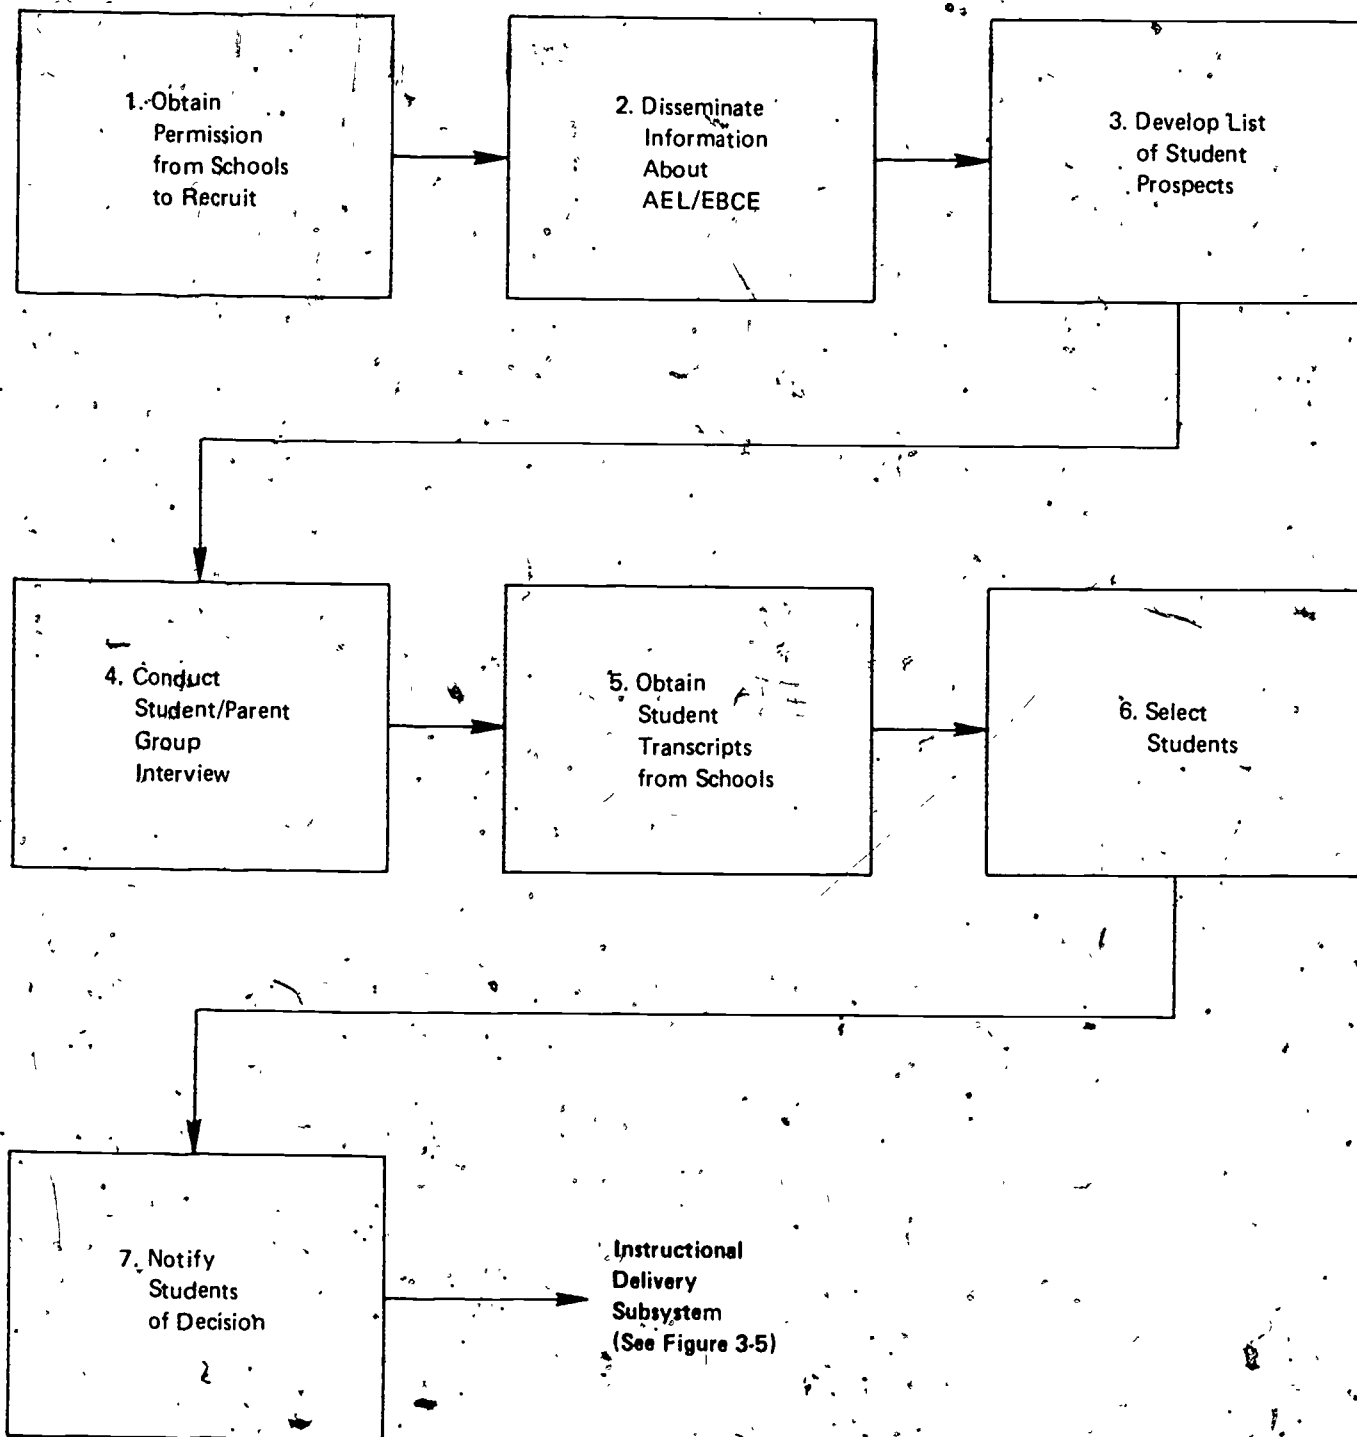 1. Obtain
Permission
from Schools
to Recruit
2. Disseminate
Information
About
AEL/EBCE
3. Develop List
of Student
Prospects
4. Conduct
Student/Parent
Group
Interview
5. Obtain
Student
Transcripts
from Schools
6. Select
Students
7. Notify
Students
of Decision
Instructional
Delivery
Subsystem
(See Figure 3-5)